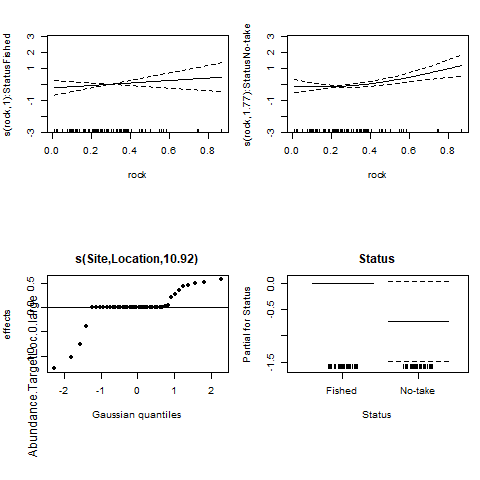 s(rock,1):StatusFished
3
1
-1
-3
0.0 0.2 0.4 0.6 0.8
rock
s(rock,1.77):StatusNo-take
3
1
-1
-3
0.0 0.2 0.4 0.6 0.8
rock
s(Site,Location,10.92)
effects
Abundance.TargetLoc.0.large
0.5
-2 -1 0 1 2
Gaussian quantiles
Status
Partial for Status
0.0
-0.5
-1.5
Fished No-take
Status